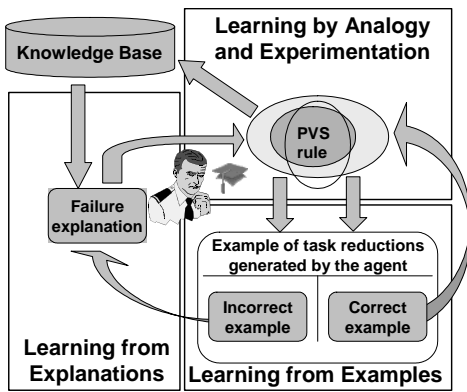 Learning by Analogy
and Experimentation
Knowledge Base
PVS
rule
Failure
explanation
Example of task reductions
generated by the agent
Incorrect
example
Correct
example
Learning from
Explanations
Learning from Examples